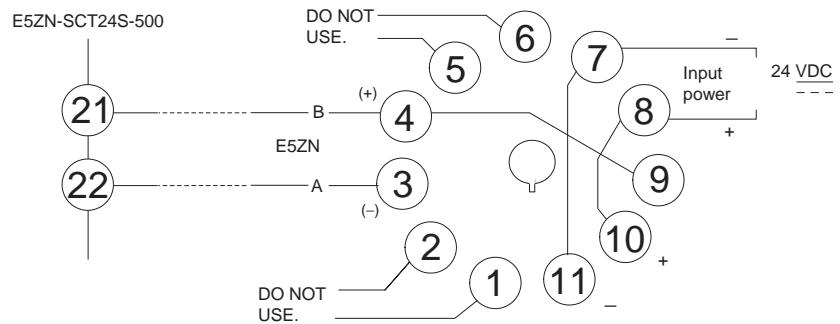 E5ZN-SCT24S-500
DO NOT
USE.
6
5
7
–
Input
power
24 VDC
8
+
21
B
(+)
4
E5ZN
22
A
3
(–)
9
10
+
2
1
11
–
DO NOT
USE.